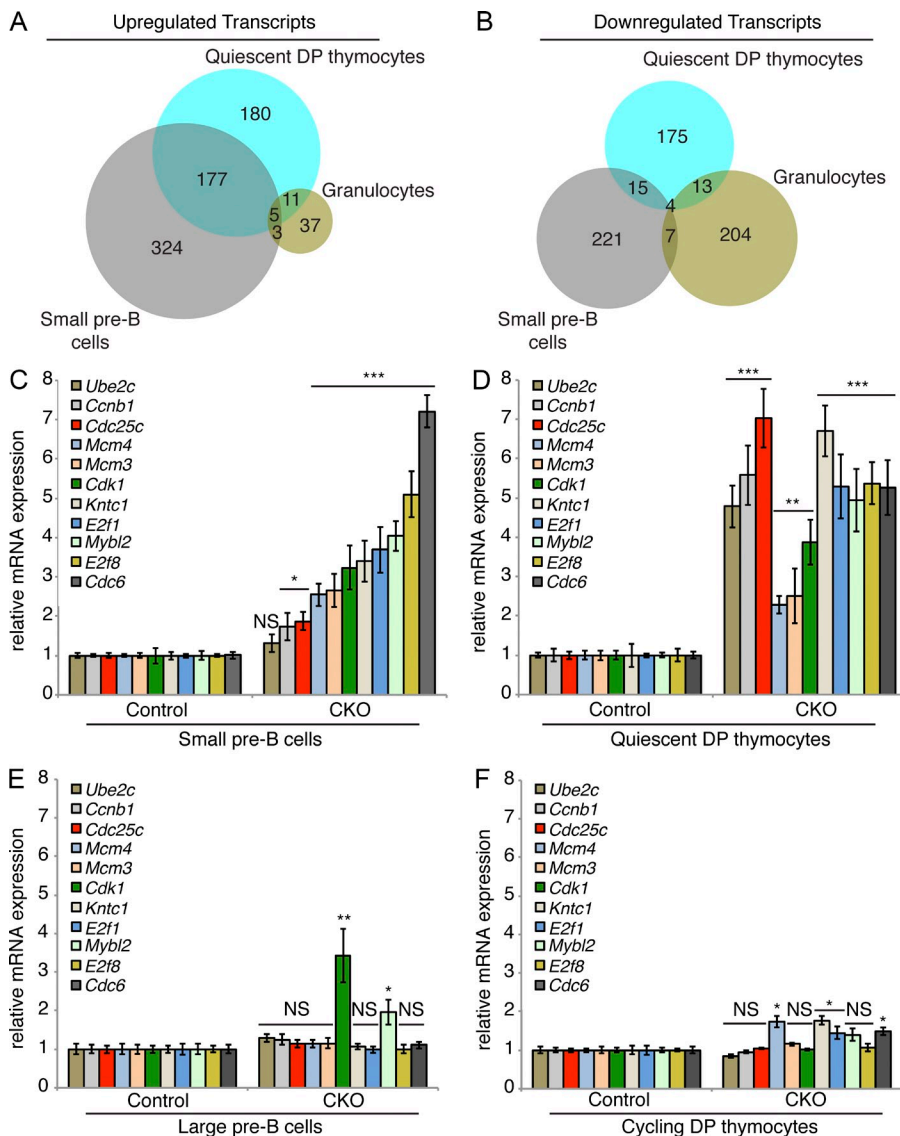 A
Upregulated Transcripts
Quiescent DP thymocytes
180
177
Granulocytes
11
5
37
3
324
Small pre-B
cells
B
Downregulated Transcripts
Quiescent DP thymocytes
175
15
13
Granulocytes
4
221
7
204
Small pre-B
cells
C
relative mRNA expression
8
7
6
5
4
3
2
1
0
Ube2c
Ccnb1
Cdc25c
Mcm4
Mcm3
Cdk1
Kntc1
E2f1
Mybl2
E2f8
Cdc6
***
*
NS
Control
CKO
Small pre-B cells
D
relative mRNA expression
8
7
6
5
4
3
2
1
0
Ube2c
Ccnb1
Cdc25c
Mcm4
Mcm3
Cdk1
Kntc1
E2f1
Mybl2
E2f8
Cdc6
***
***
**
Control
CKO
Quiescent DP thymocytes
E
relative mRNA expression
8
7
6
5
4
3
2
1
0
Ube2c
Ccnb1
Cdc25c
Mcm4
Mcm3
Cdk1
Kntc1
E2f1
Mybl2
E2f8
Cdc6
**
*
NS
NS
NS
Control
CKO
Large pre-B cells
F
relative mRNA expression
8
7
6
5
4
3
2
1
0
Ube2c
Ccnb1
Cdc25c
Mcm4
Mcm3
Cdk1
Kntc1
E2f1
Mybl2
E2f8
Cdc6
NS
*
NS
*
NS
*
Control
CKO
Cycling DP thymocytes